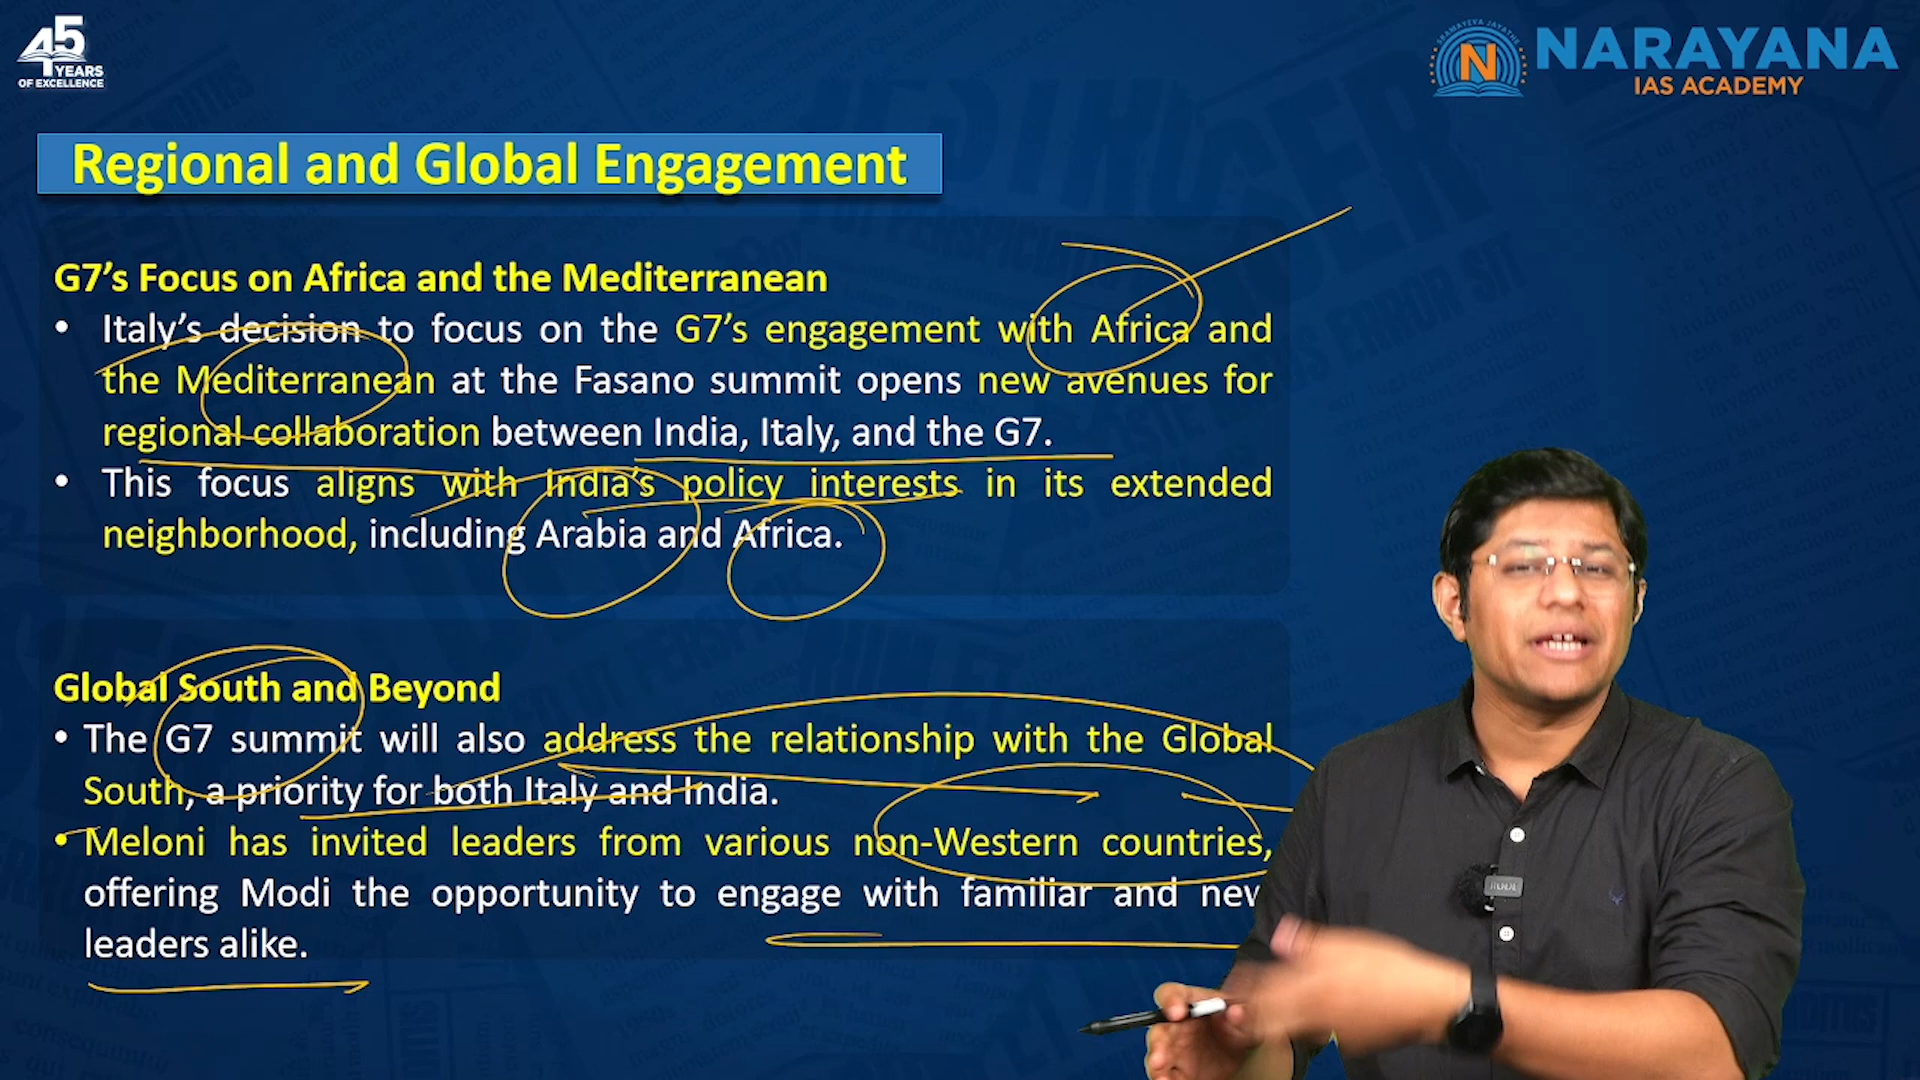 45
YEARS
OF EXCELLENCE
SRAMAYEVA JAYATHE
N
NARAYANA
IAS ACADEMY
Regional and Global Engagement
G7’s Focus on Africa and the Mediterranean
• Italy’s decision to focus on the G7’s engagement with Africa and
the Mediterranean at the Fasano summit opens new avenues for
regional collaboration between India, Italy, and the G7.
• This focus aligns with India’s policy interests in its extended
neighborhood, including Arabia and Africa.
Global South and Beyond
• The G7 summit will also address the relationship with the Global
South, a priority for both Italy and India.
• Meloni has invited leaders from various non-Western countries,
offering Modi the opportunity to engage with familiar and new
leaders alike.